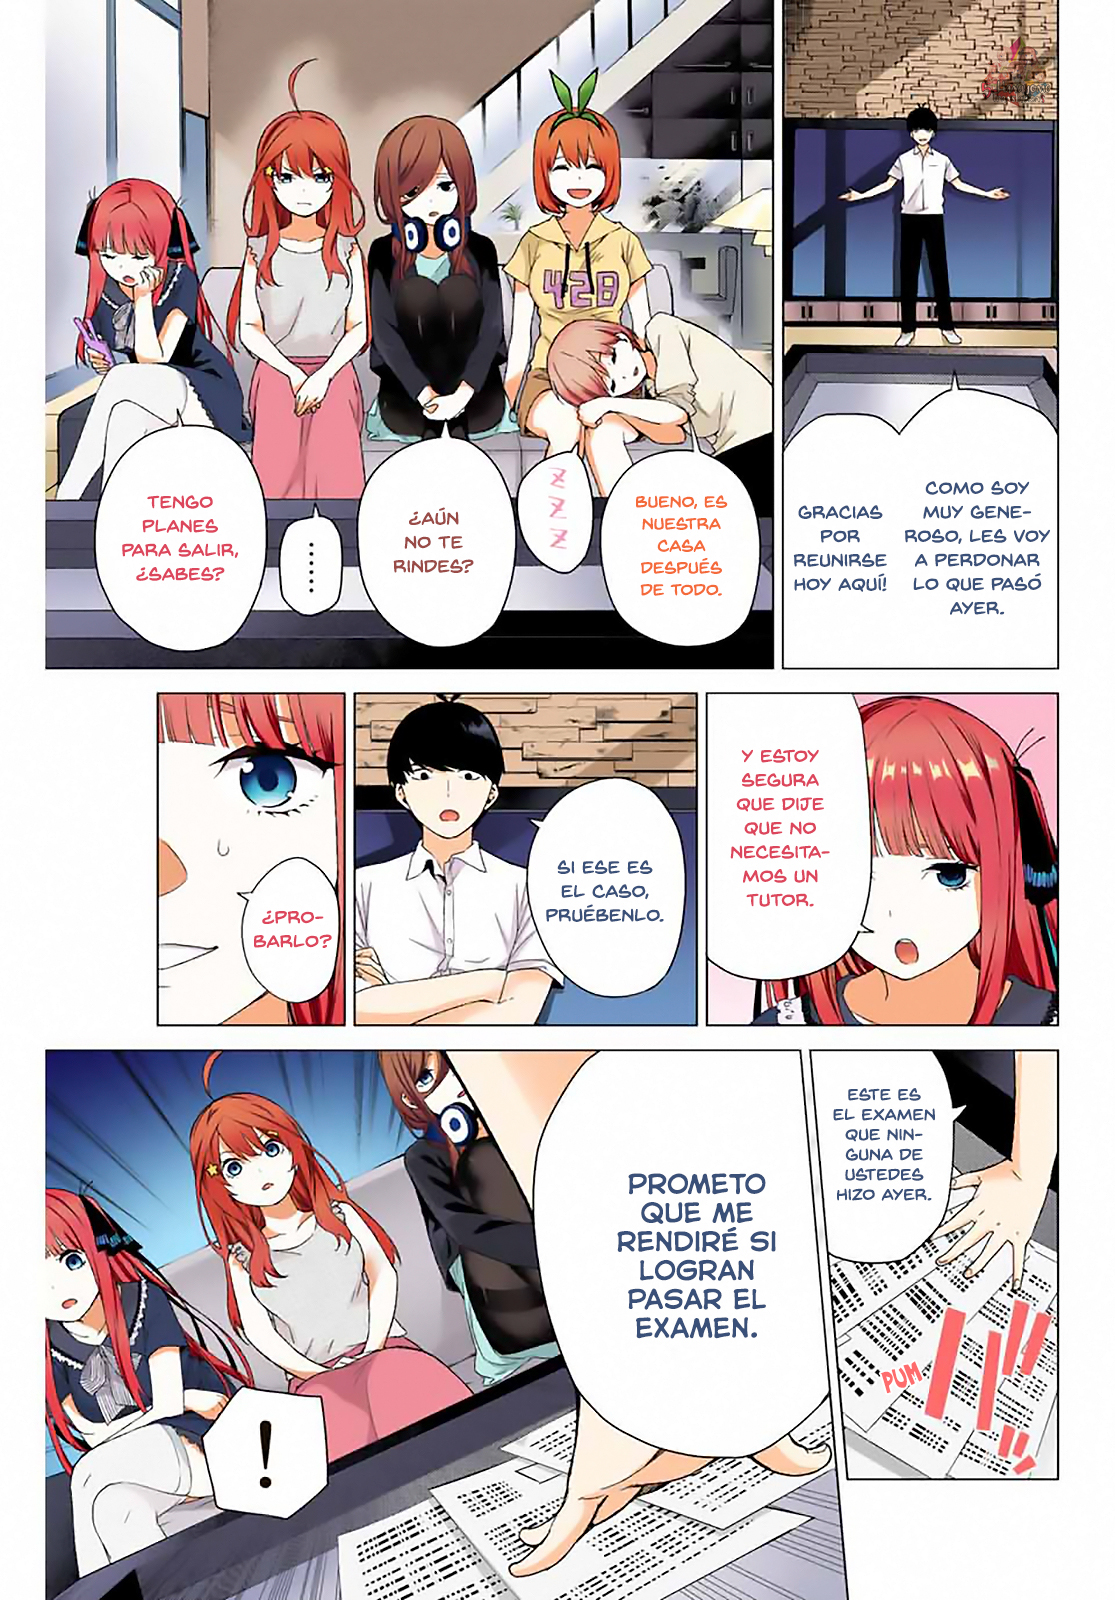 COMO SOY
MUY GENE-
ROSO, LES VOY
A PERDONAR
LO QUE PASÓ
AYER.
GRACIAS
POR
REUNIRSE
HOY AQUÍ!
BUENO, ES
NUESTRA
CASA
DESPUÉS
DE TODO.
Z
Z
Z
¿AÚN
NO TE
RINDES?
......
TENGO
PLANES
PARA SALIR,
¿SABES?
428
Y ESTOY
SEGURA
QUE DIJE
QUE NO
NECESITA-
MOS UN
TUTOR.
SI ESE ES
EL CASO,
PRUÉBENLO.
¿PRO-
BARLO?
ESTE ES
EL EXAMEN
QUE NIN-
GUNA DE
USTEDES
HIZO AYER.
PUM
PROMETO
QUE ME
RENDIRÉ SI
LOGRAN
PASAR EL
EXAMEN.
!